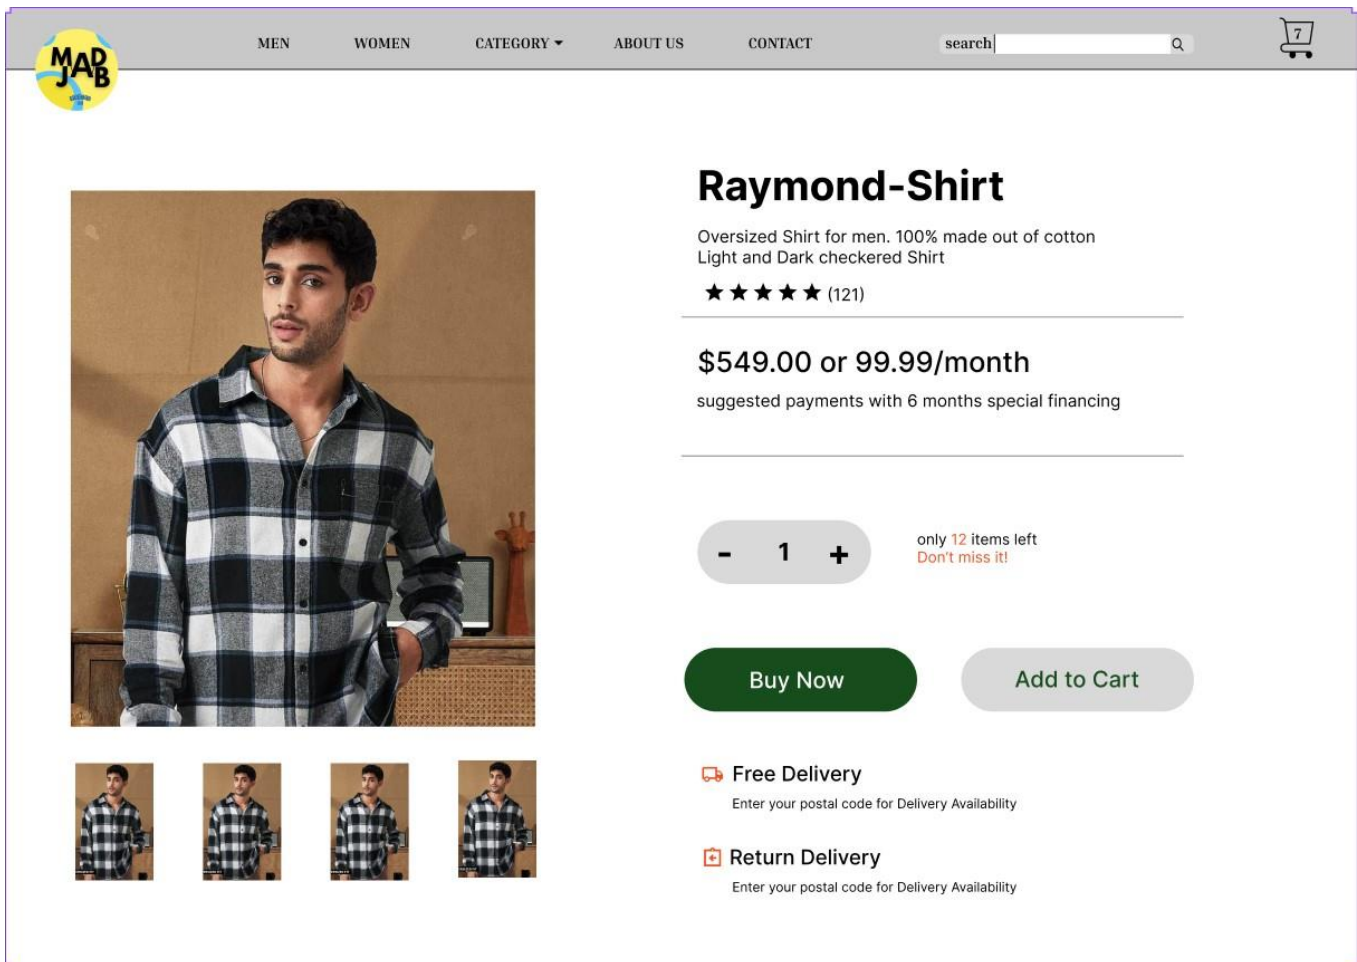 MAD
JAB
MEN
WOMEN
CATEGORY
ABOUT US
CONTACT
search
7
Raymond-Shirt
Oversized Shirt for men. 100% made out of cotton
Light and Dark checkered Shirt
(121)
$549.00 or 99.99/month
suggested payments with 6 months special financing
- 1 +
only 12 items left
Don't miss it!
Buy Now
Add to Cart
Free Delivery
Enter your postal code for Delivery Availability
Return Delivery
Enter your postal code for Delivery Availability